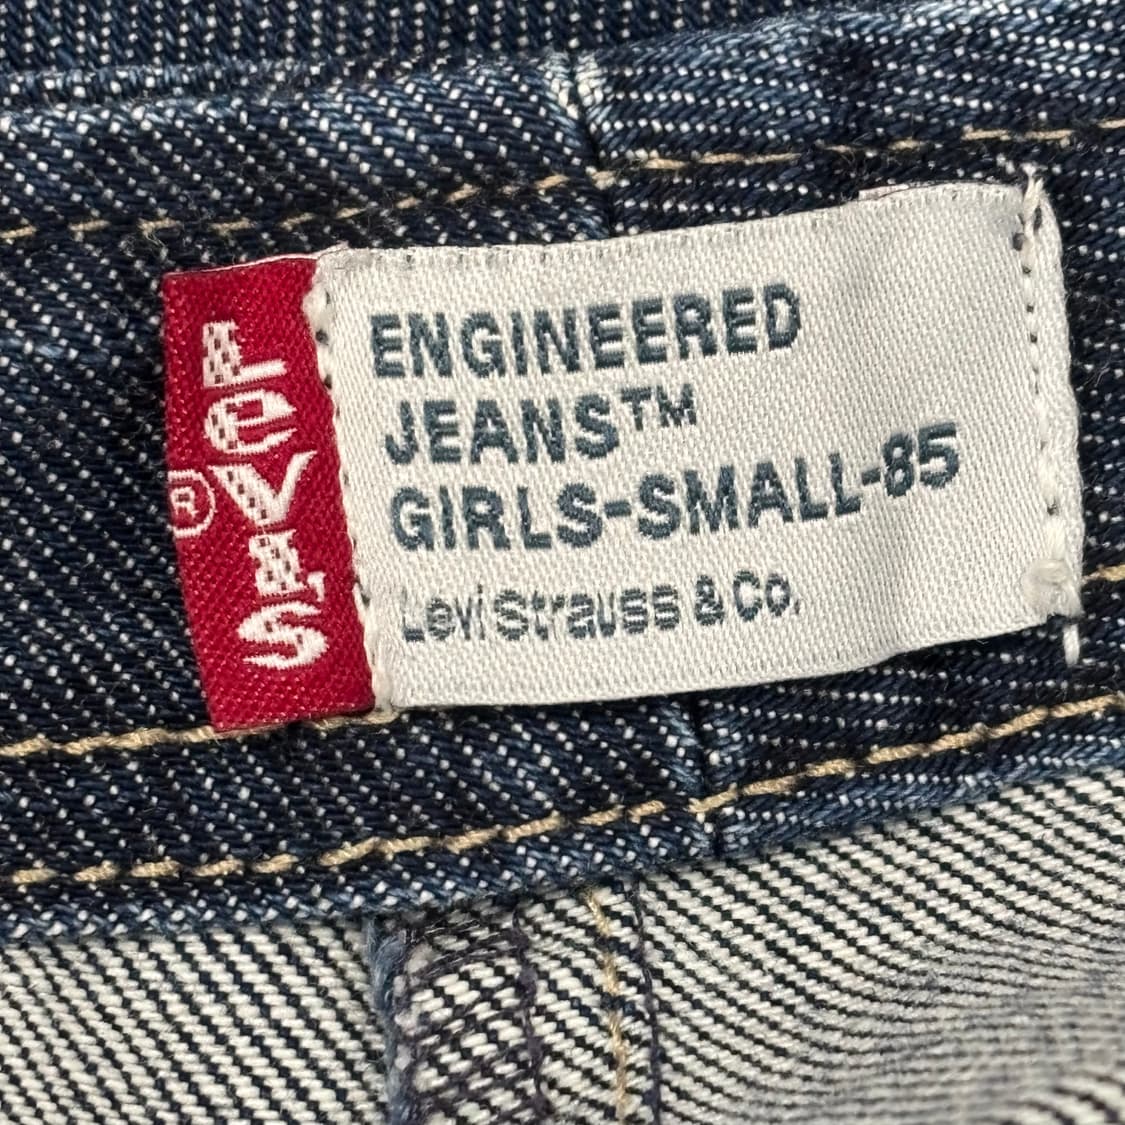 LEVI'S
®
ENGINEERED
JEANS™
GIRLS-SMALL-85
Levi Strauss & Co.